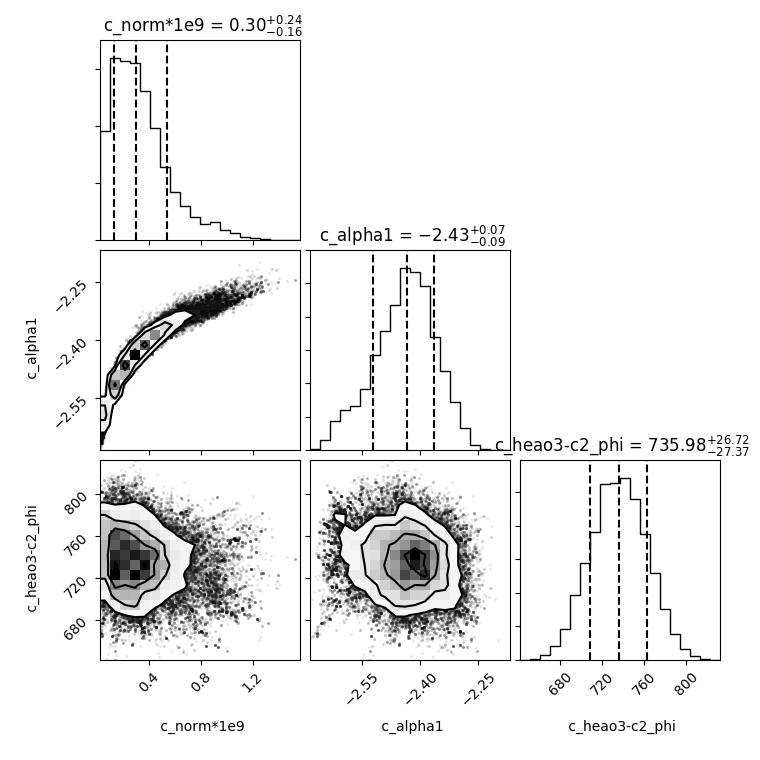 c_norm*1e9 = 0.30+0.24−0.16
c_alpha1 = −2.43+0.07−0.09
−2.25
−2.40
−2.55
c_alpha1
c_heao3-c2_phi = 735.98+26.72−27.37
800
760
720
680
c_heao3-c2_phi
0.4 0.8 1.2
−2.55 −2.40 −2.25
680 720 760 800
c_norm*1e9 c_alpha1 c_heao3-c2_phi